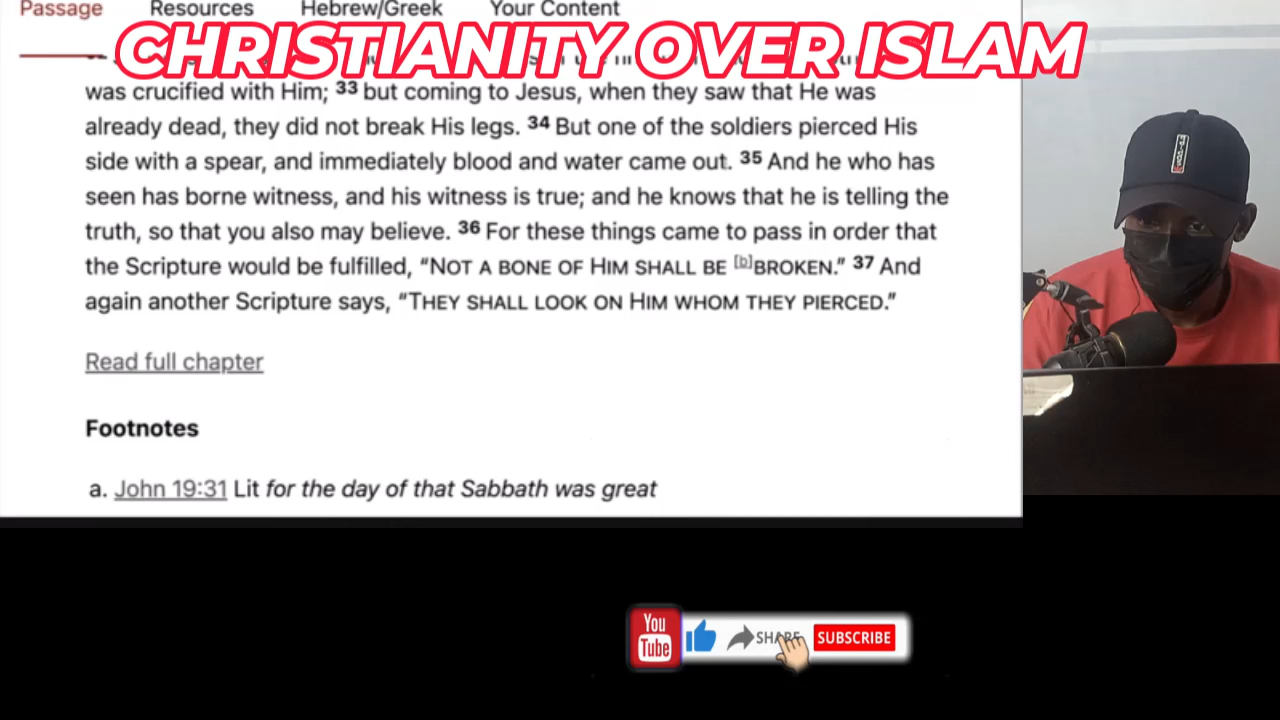 Passage Resources Hebrew/Greek Your Content
CHRISTIANITY OVER ISLAM
was crucified with Him; 33 but coming to Jesus, when they saw that He was
already dead, they did not break His legs. 34 But one of the soldiers pierced His
side with a spear, and immediately blood and water came out. 35 And he who has
seen has borne witness, and his witness is true; and he knows that he is telling the
truth, so that you also may believe. 36 For these things came to pass in order that
the Scripture would be fulfilled, “NOT A BONE OF HIM SHALL BE [b]BROKEN.” 37 And
again another Scripture says, “THEY SHALL LOOK ON HIM WHOM THEY PIERCED.”
Read full chapter
Footnotes
a. John 19:31 Lit for the day of that Sabbath was great
You
Tube
SHARE
SUBSCRIBE